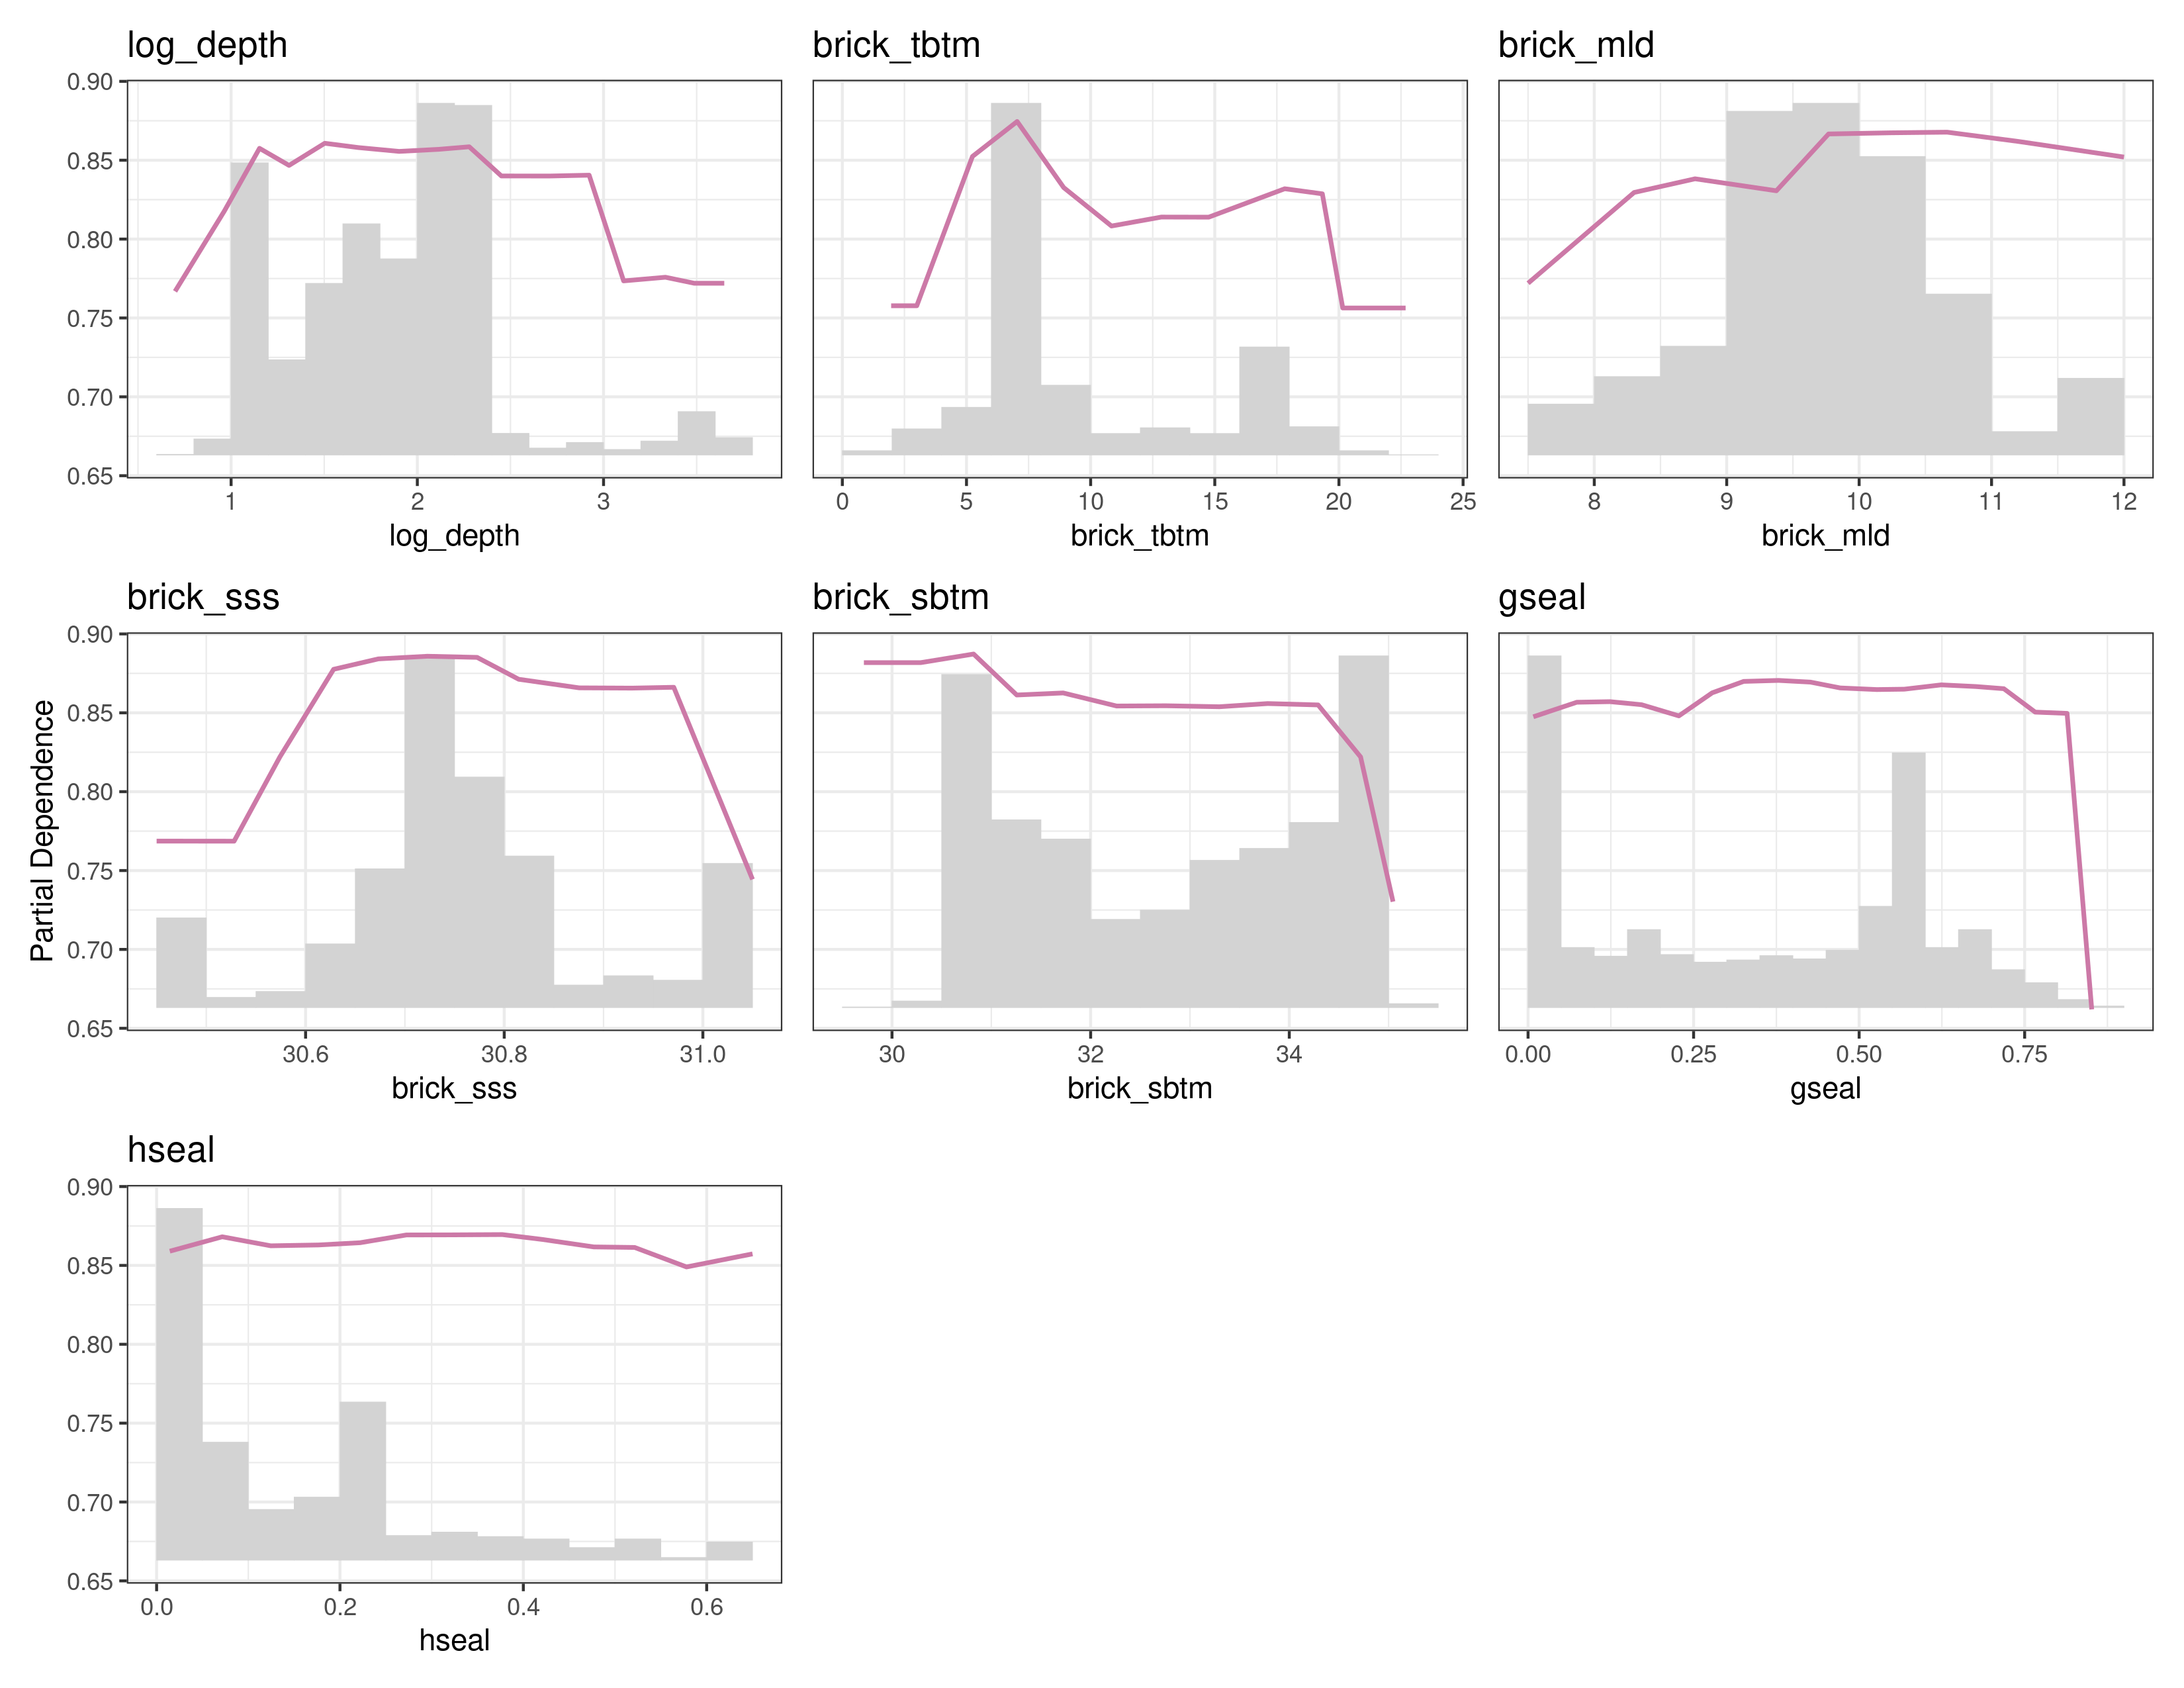 log_depth
brick_tbtm
brick_mld
0.90
0.85
0.80
0.75
0.70
0.65
1 2 3
0 5 10 15 20 25
8 9 10 11 12
log_depth
brick_tbtm
brick_mld
brick_sss
brick_sbtm
gseal
Partial Dependence
0.90
0.85
0.80
0.75
0.70
0.65
30.6 30.8 31.0
30 32 34
0.00 0.25 0.50 0.75
brick_sss
brick_sbtm
gseal
hseal
0.90
0.85
0.80
0.75
0.70
0.65
0.0 0.2 0.4 0.6
hseal